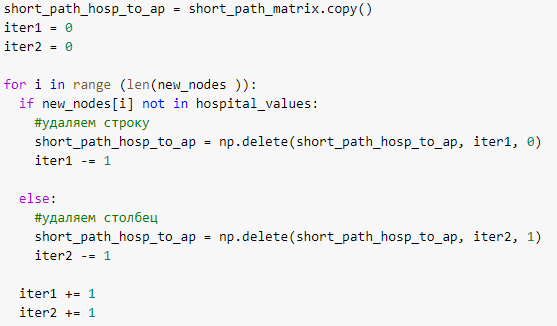 short_path_hosp_to_ap = short_path_matrix.copy()
iter1 = 0
iter2 = 0

for i in range (len(new_nodes )):
  if new_nodes[i] not in hospital_values:
    #удаляем строку
    short_path_hosp_to_ap = np.delete(short_path_hosp_to_ap, iter1, 0)
    iter1 -= 1

  else:
    #удаляем столбец
    short_path_hosp_to_ap = np.delete(short_path_hosp_to_ap, iter2, 1)
    iter2 -= 1

  iter1 += 1
  iter2 += 1